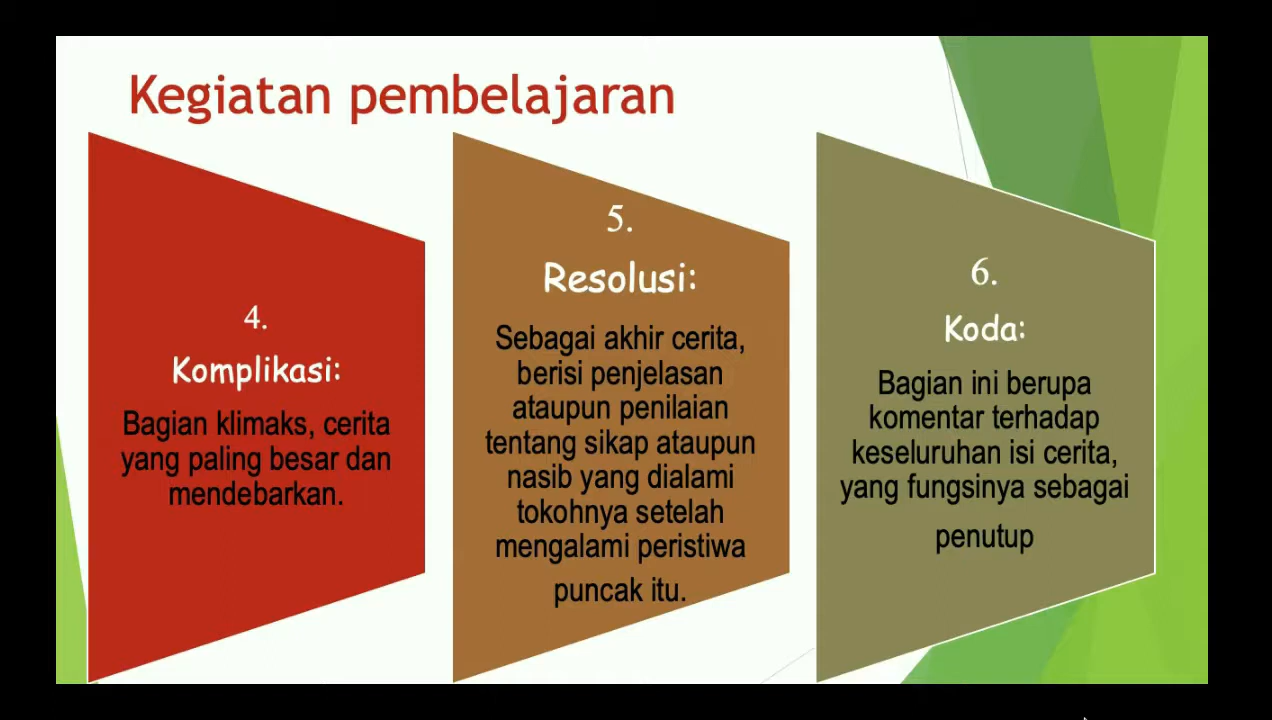 Kegiatan pembelajaran
4.
Komplikasi:
Bagian klimaks, cerita
yang paling besar dan
mendebarkan.
5.
Resolusi:
Sebagai akhir cerita,
berisi penjelasan
ataupun penilaian
tentang sikap ataupun
nasib yang dialami
tokohnya setelah
mengalami peristiwa
puncak itu.
6.
Koda:
Bagian ini berupa
komentar terhadap
keseluruhan isi cerita,
yang fungsinya sebagai
penutup